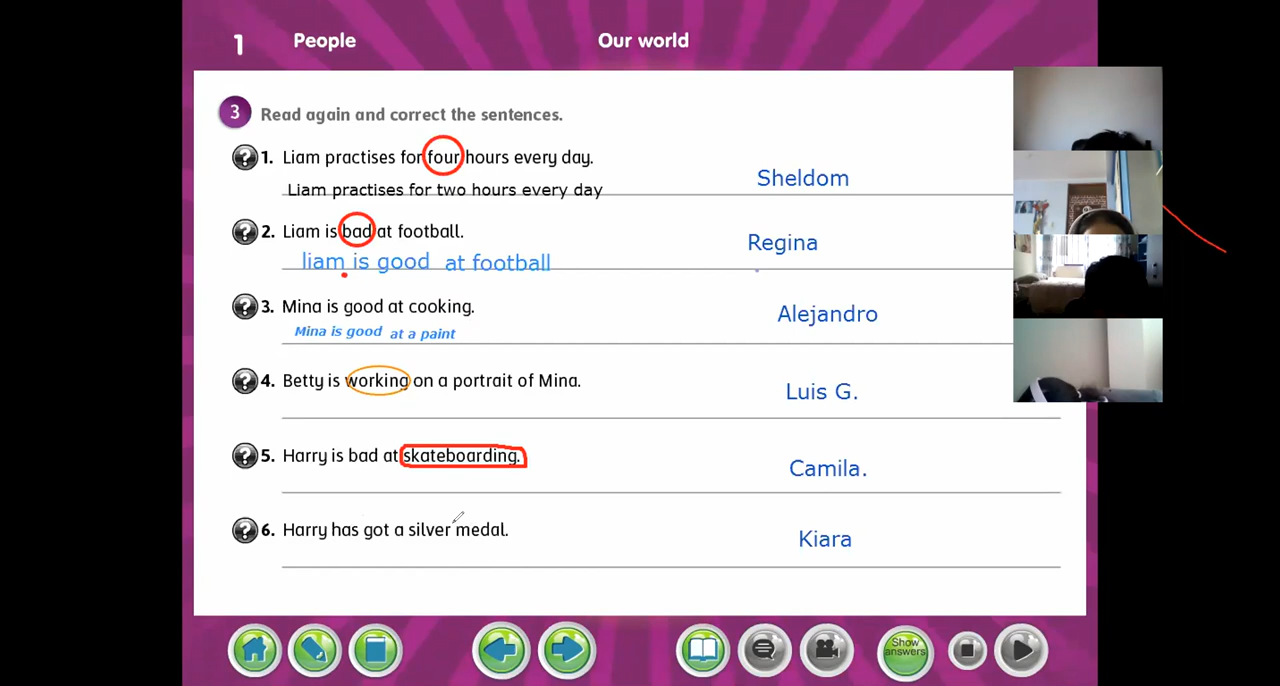 1 People Our world
3 Read again and correct the sentences.
? 1. Liam practises for four hours every day.
Sheldom
Liam practises for two hours every day
? 2. Liam is bad at football.
Regina
liam is good at football
? 3. Mina is good at cooking.
Alejandro
Mina is good at a paint
? 4. Betty is working on a portrait of Mina.
Luis G.
? 5. Harry is bad at skateboarding.
Camila.
? 6. Harry has got a silver medal.
Kiara
Show
answers